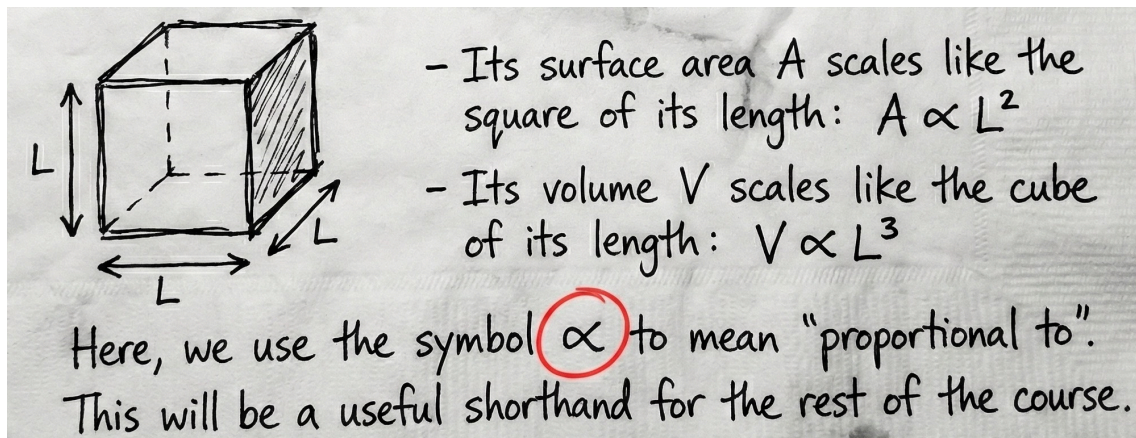 L
L
L
- Its surface area A scales like the
square of its length: A ∝ L²
- Its volume V scales like the cube
of its length: V ∝ L³
Here, we use the symbol ∝ to mean "proportional to".
This will be a useful shorthand for the rest of the course.